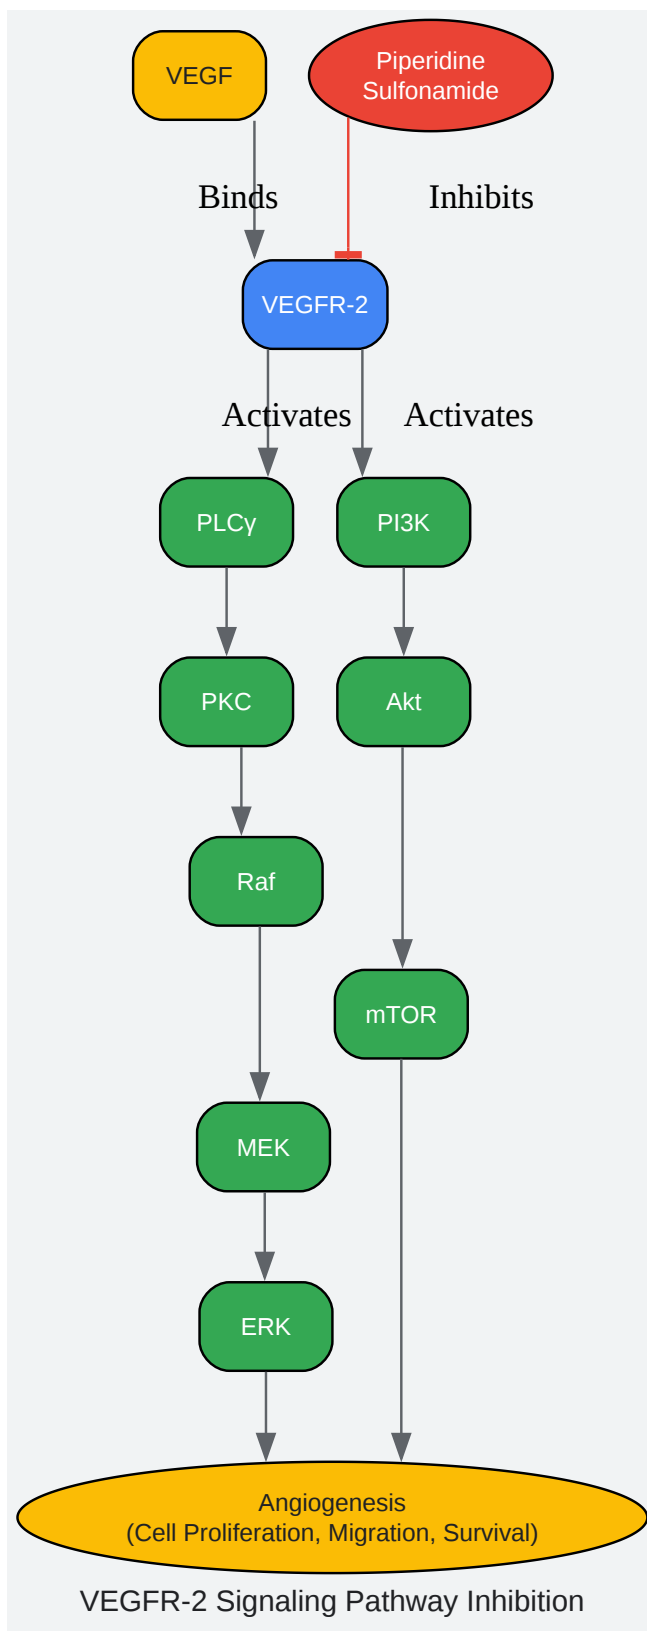 VEGF
Piperidine
Sulfonamide
Binds
Inhibits
VEGFR-2
Activates
Activates
PLCγ
PI3K
PKC
Akt
Raf
mTOR
MEK
ERK
Angiogenesis
(Cell Proliferation, Migration, Survival)
VEGFR-2 Signaling Pathway Inhibition